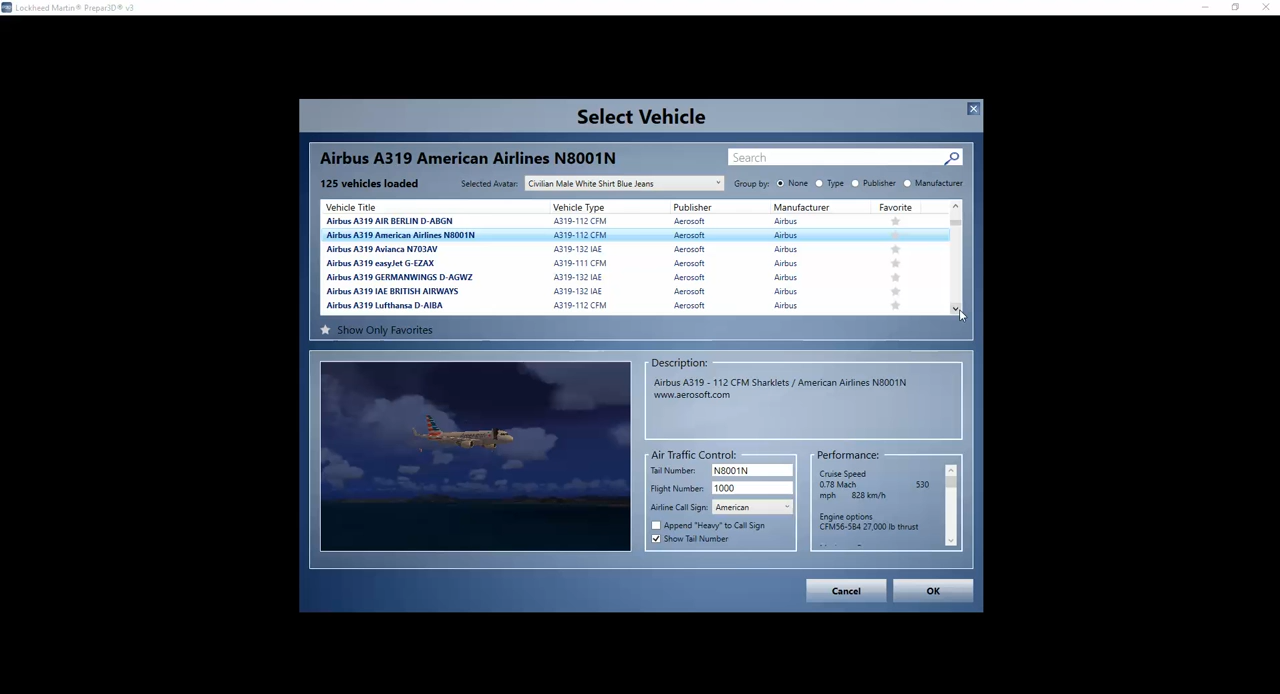 Lockheed Martin® Prepar3D® v3
Select Vehicle
Airbus A319 American Airlines N8001N
Search
125 vehicles loaded
Selected Avatar: Civilian Male White Shirt Blue Jeans
Group by: None Type Publisher Manufacturer
Vehicle Title Vehicle Type Publisher Manufacturer Favorite
Airbus A319 AIR BERLIN D-ABGN A319-112 CFM Aerosoft Airbus
Airbus A319 American Airlines N8001N A319-112 CFM Aerosoft Airbus
Airbus A319 Avianca N703AV A319-132 IAE Aerosoft Airbus
Airbus A319 easyJet G-EZAX A319-111 CFM Aerosoft Airbus
Airbus A319 GERMANWINGS D-AGWZ A319-132 IAE Aerosoft Airbus
Airbus A319 IAE BRITISH AIRWAYS A319-132 IAE Aerosoft Airbus
Airbus A319 Lufthansa D-AIBA A319-112 CFM Aerosoft Airbus
Show Only Favorites
Description:
Airbus A319 - 112 CFM Sharklets / American Airlines N8001N
www.aerosoft.com
Air Traffic Control:
Tail Number: N8001N
Flight Number: 1000
Airline Call Sign: American
Append "Heavy" to Call Sign
Show Tail Number
Performance:
Cruise Speed
0.78 Mach 530
mph 828 km/h
Engine options
CFM56-5B4 27,000 lb thrust
Cancel
OK